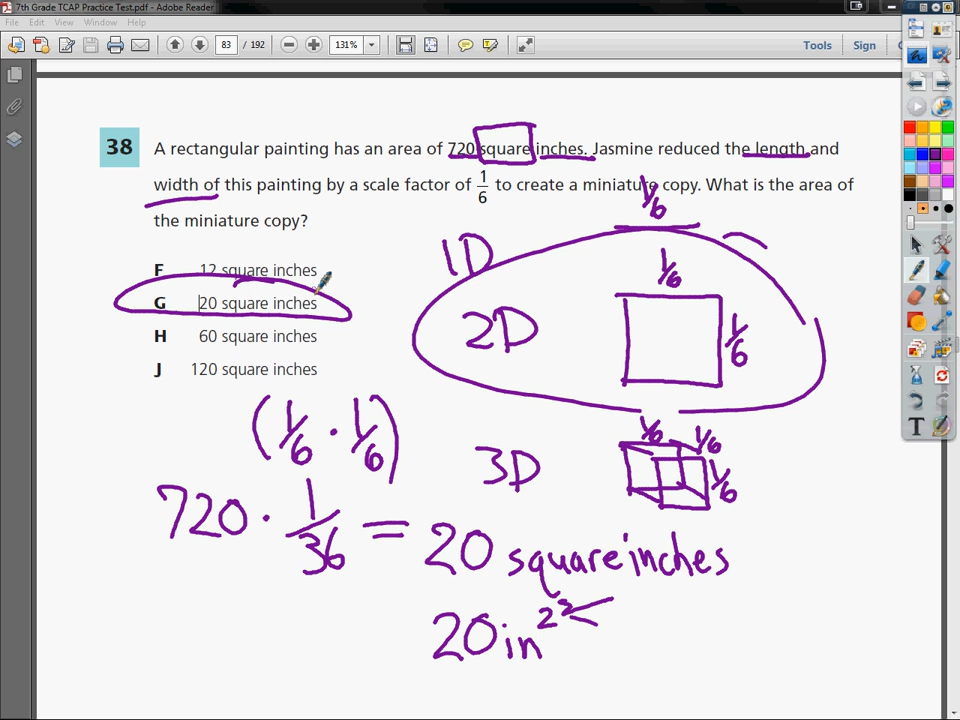 7th Grade TCAP Practice Test.pdf - Adobe Reader
File Edit View Window Help
83 / 192 131% Tools Sign
38 A rectangular painting has an area of 720 square inches. Jasmine reduced the length and
width of this painting by a scale factor of 1/6 to create a miniature copy. What is the area of
the miniature copy?
1/6
1D
F 12 square inches
1/6
G 20 square inches
2D
1/6
H 60 square inches
J 120 square inches
(1/6 · 1/6)
3D
1/6 1/6
1/6
720 · 1/36 = 20 square inches
20 in 2
T